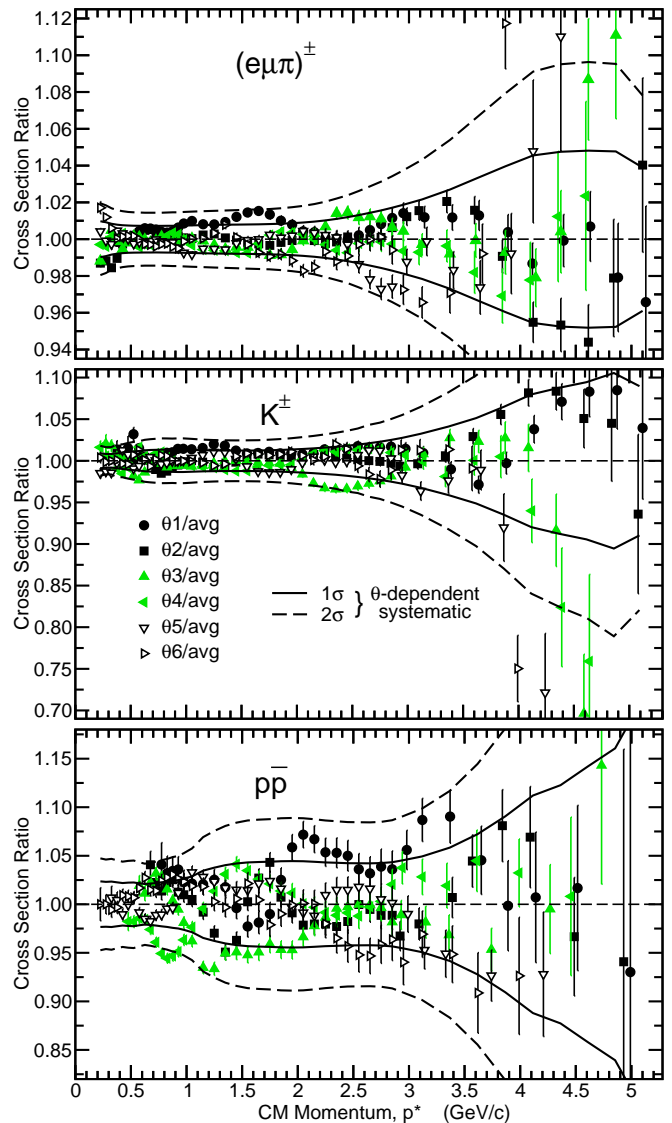 (eμπ)±
Cross Section Ratio
1.12
1.10
1.08
1.06
1.04
1.02
1.00
0.98
0.96
0.94
K±
Cross Section Ratio
1.10
1.05
1.00
0.95
0.90
0.85
0.80
0.75
0.70
θ1/avg
θ2/avg
θ3/avg
θ4/avg
θ5/avg
θ6/avg
1σ
2σ
} θ-dependent
systematic
pp̅
Cross Section Ratio
1.15
1.10
1.05
1.00
0.95
0.90
0.85
0 0.5 1 1.5 2 2.5 3 3.5 4 4.5 5
CM Momentum, p* (GeV/c)